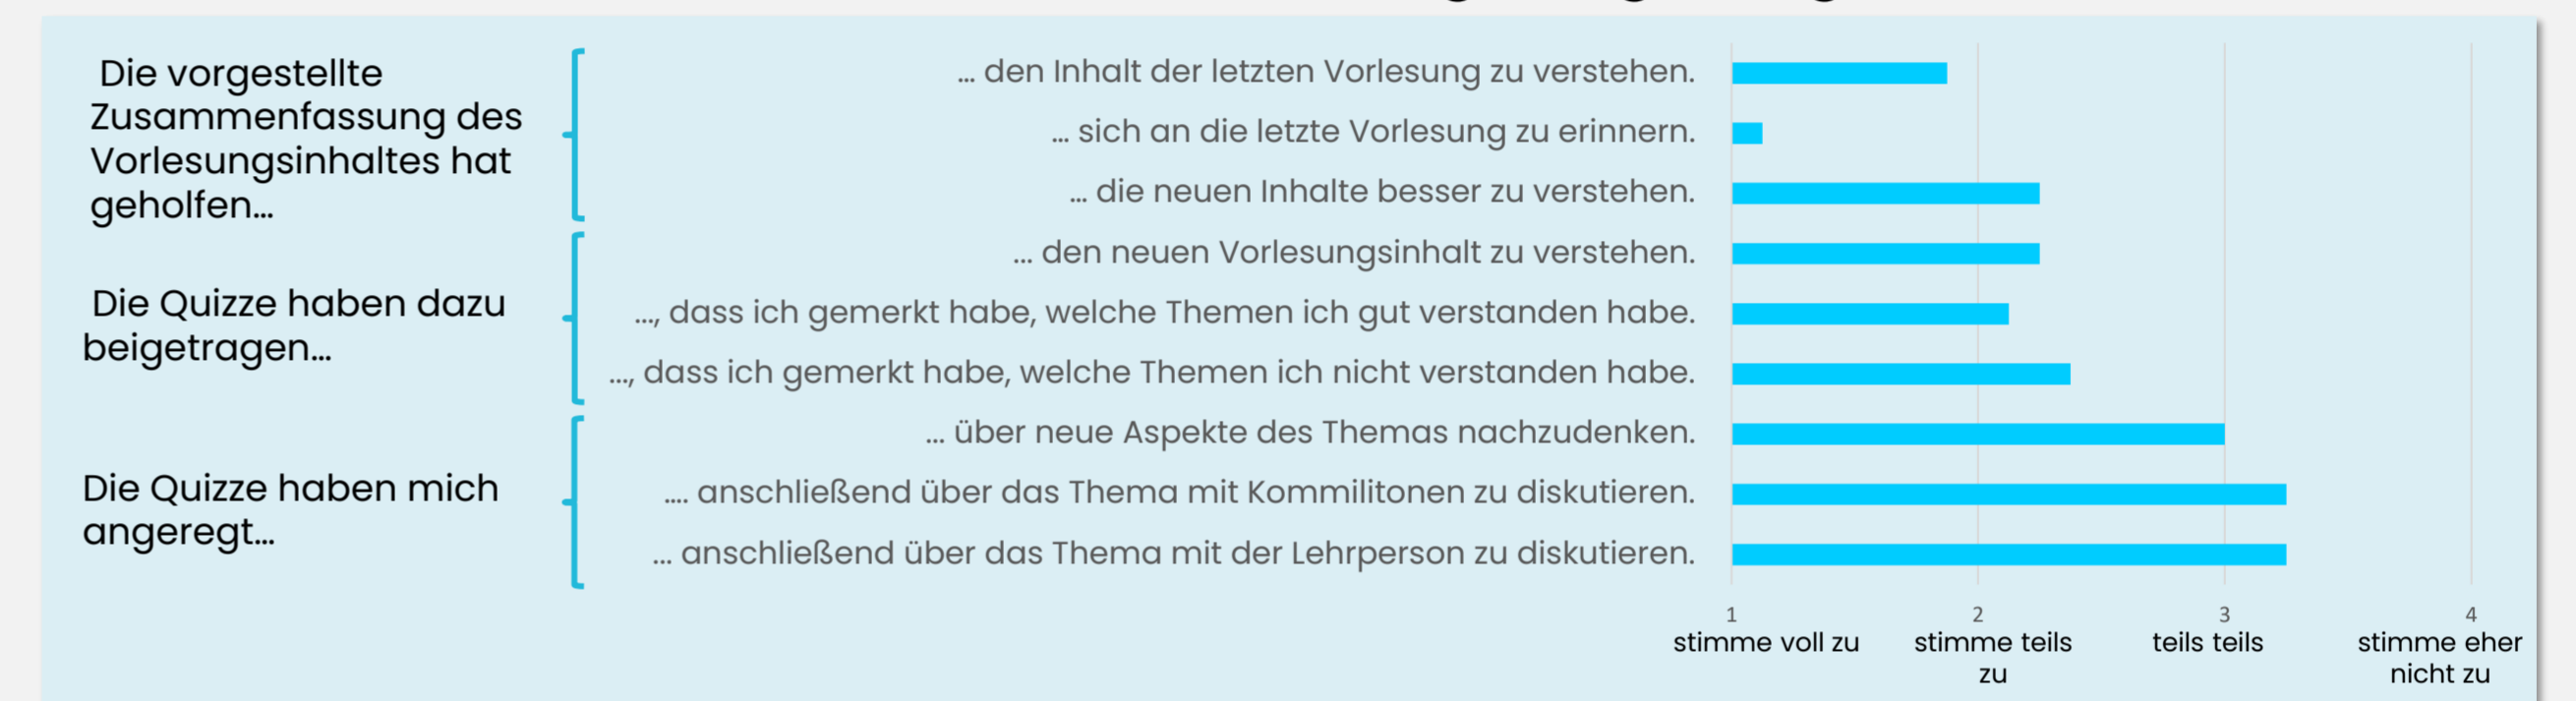 Die vorgestellte
Zusammenfassung des
Vorlesungsinhaltes hat
geholfen...
... den Inhalt der letzten Vorlesung zu verstehen.
... sich an die letzte Vorlesung zu erinnern.
... die neuen Inhalte besser zu verstehen.
Die Quizze haben dazu
beigetragen...
... den neuen Vorlesungsinhalt zu verstehen.
..., dass ich gemerkt habe, welche Themen ich gut verstanden habe.
..., dass ich gemerkt habe, welche Themen ich nicht verstanden habe.
Die Quizze haben mich
angeregt...
... über neue Aspekte des Themas nachzudenken.
.... anschließend über das Thema mit Kommilitonen zu diskutieren.
... anschließend über das Thema mit der Lehrperson zu diskutieren.
1 2 3 4
stimme voll zu stimme teils teils teils stimme eher
zu nicht zu